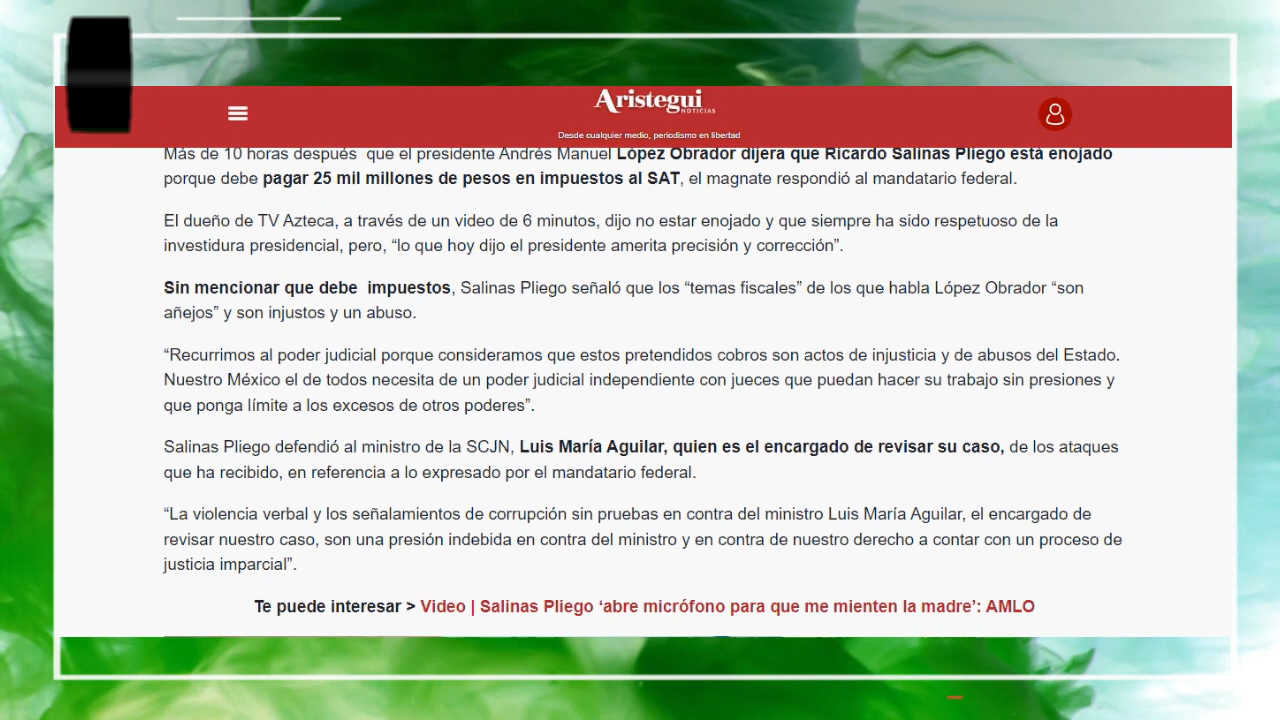 Aristegui
NOTICIAS
Desde cualquier medio, periodismo en libertad
Más de 10 horas después  que el presidente Andrés Manuel López Obrador dijera que Ricardo Salinas Pliego está enojado
porque debe pagar 25 mil millones de pesos en impuestos al SAT, el magnate respondió al mandatario federal.
El dueño de TV Azteca, a través de un video de 6 minutos, dijo no estar enojado y que siempre ha sido respetuoso de la
investidura presidencial, pero, “lo que hoy dijo el presidente amerita precisión y corrección”.
Sin mencionar que debe  impuestos, Salinas Pliego señaló que los “temas fiscales” de los que habla López Obrador “son
añejos” y son injustos y un abuso.
“Recurrimos al poder judicial porque consideramos que estos pretendidos cobros son actos de injusticia y de abusos del Estado.
Nuestro México el de todos necesita de un poder judicial independiente con jueces que puedan hacer su trabajo sin presiones y
que ponga límite a los excesos de otros poderes”.
Salinas Pliego defendió al ministro de la SCJN, Luis María Aguilar, quien es el encargado de revisar su caso, de los ataques
que ha recibido, en referencia a lo expresado por el mandatario federal.
“La violencia verbal y los señalamientos de corrupción sin pruebas en contra del ministro Luis María Aguilar, el encargado de
revisar nuestro caso, son una presión indebida en contra del ministro y en contra de nuestro derecho a contar con un proceso de
justicia imparcial”.
Te puede interesar > Video | Salinas Pliego ‘abre micrófono para que me mienten la madre’: AMLO